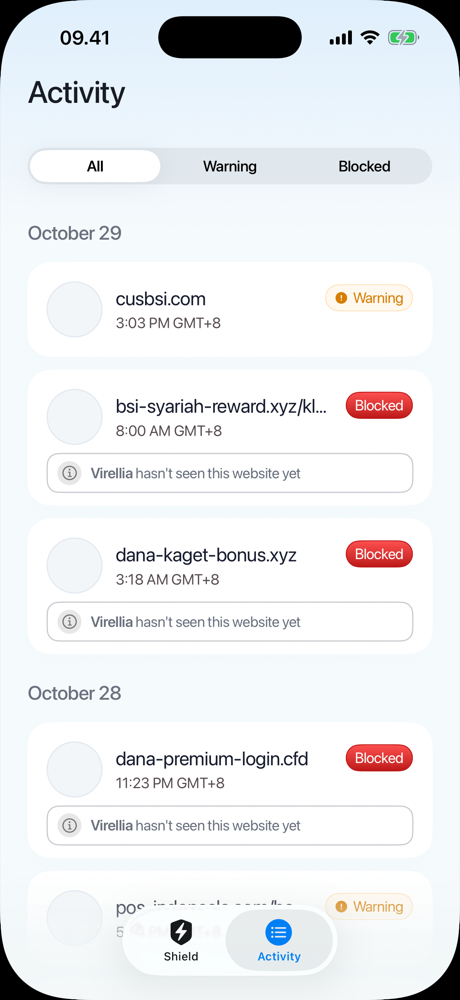 09.41
Activity
All Warning Blocked
October 29
cusbsi.com Warning
3:03 PM GMT+8
bsi-syariah-reward.xyz/kl... Blocked
8:00 AM GMT+8
Virellia hasn't seen this website yet
dana-kaget-bonus.xyz Blocked
3:18 AM GMT+8
Virellia hasn't seen this website yet
October 28
dana-premium-login.cfd Blocked
11:23 PM GMT+8
Virellia hasn't seen this website yet
Warning
Shield Activity